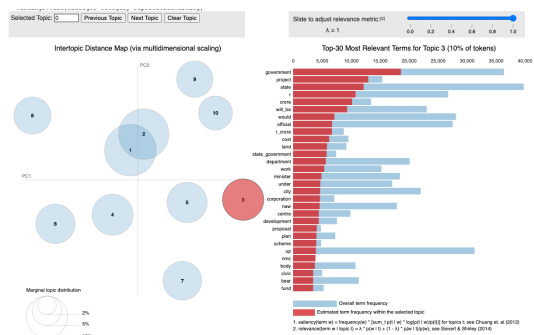 Selected Topic: 0 Previous Topic Next Topic Clear Topic
Slide to adjust relevance metric:(2)
λ = 1
0.0 0.2 0.4 0.6 0.8 1.0
Intertopic Distance Map (via multidimensional scaling)
PC2
PC1
9
8
10
2
1
5
3
4
6
7
Marginal topic distribution
2%
5%
Top-30 Most Relevant Terms for Topic 3 (10% of tokens)
0 5,000 10,000 15,000 20,000 25,000 30,000 35,000 40,000
government
project
state
r
crore
will_be
would
official
r_crore
cost
land
state_government
department
work
minister
under
city
corporation
new
centre
development
proposal
plan
scheme
up
nmc
body
civic
bear
fund
Overall term frequency
Estimated term frequency within the selected topic
1. saliency(term w) = frequency(w) * [sum_t p(t | w) * log(p(t | w)/p(t))] for topics t; see Chuang et. al (2012)
2. relevance(term w | topic t) = λ * p(w | t) + (1 - λ) * p(w | t)/p(w); see Sievert & Shirley (2014)